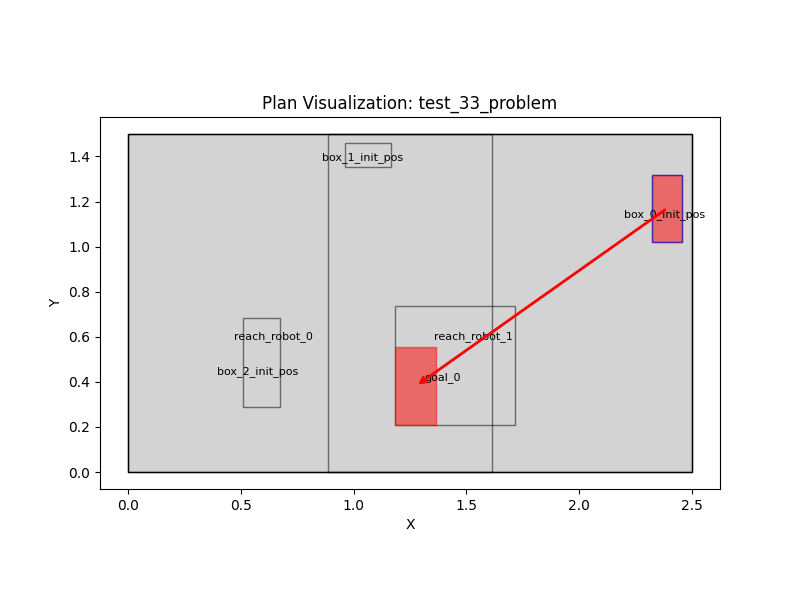 Plan Visualization: test_33_problem
1.4
1.2
1.0
0.8
0.6
0.4
0.2
0.0
Y
box_1_init_pos
box_0_init_pos
reach_robot_0
reach_robot_1
box_2_init_pos
goal_0
0.0
0.5
1.0
1.5
2.0
2.5
X